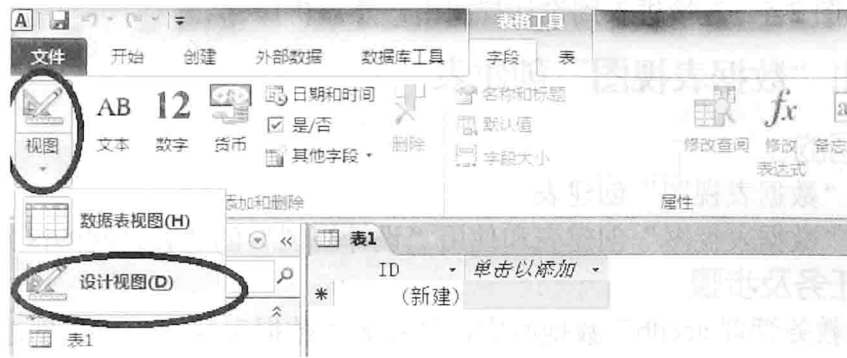 A
表格工具
文件 开始 创建 外部数据 数据库工具 字段 表
视图
AB 文本
12 数字
货币
日期和时间
是/否
其他字段
删除
名称和标题
默认值
字段大小
修改查阅
fx 修改表达式
添加和删除
属性
数据表视图(H)
设计视图(D)
«
表1
ID 单击以添加
* (新建)
表1